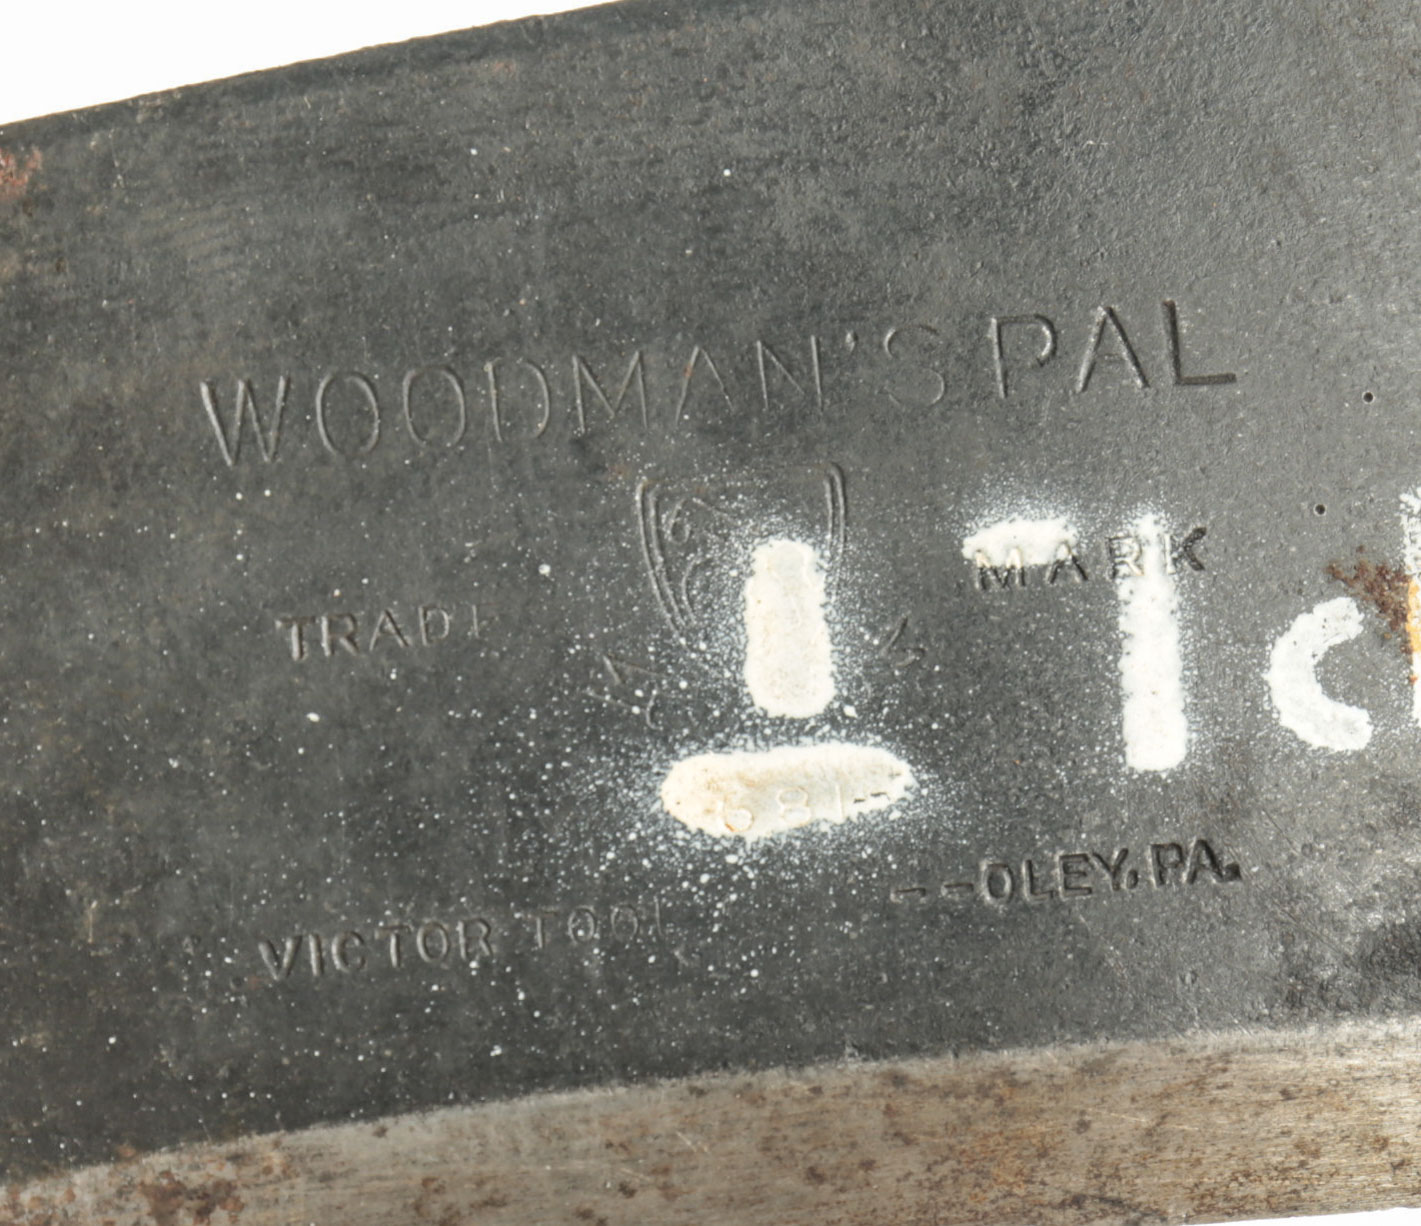 WOODMAN'S PAL
TRADE MARK
681--
VICTOR TOOL --OLEY, PA.